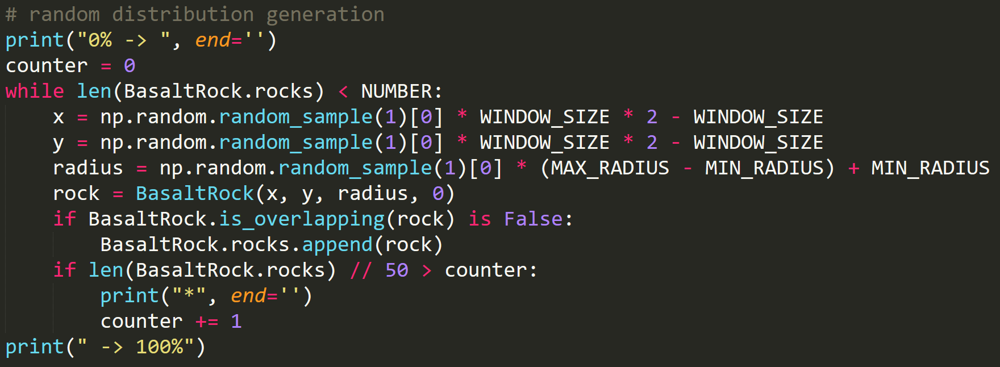 # random distribution generation
print("0% -> ", end='')
counter = 0
while len(BasaltRock.rocks) < NUMBER:
    x = np.random.random_sample(1)[0] * WINDOW_SIZE * 2 - WINDOW_SIZE
    y = np.random.random_sample(1)[0] * WINDOW_SIZE * 2 - WINDOW_SIZE
    radius = np.random.random_sample(1)[0] * (MAX_RADIUS - MIN_RADIUS) + MIN_RADIUS
    rock = BasaltRock(x, y, radius, 0)
    if BasaltRock.is_overlapping(rock) is False:
        BasaltRock.rocks.append(rock)
    if len(BasaltRock.rocks) // 50 > counter:
        print("*", end='')
        counter += 1
print(" -> 100%")